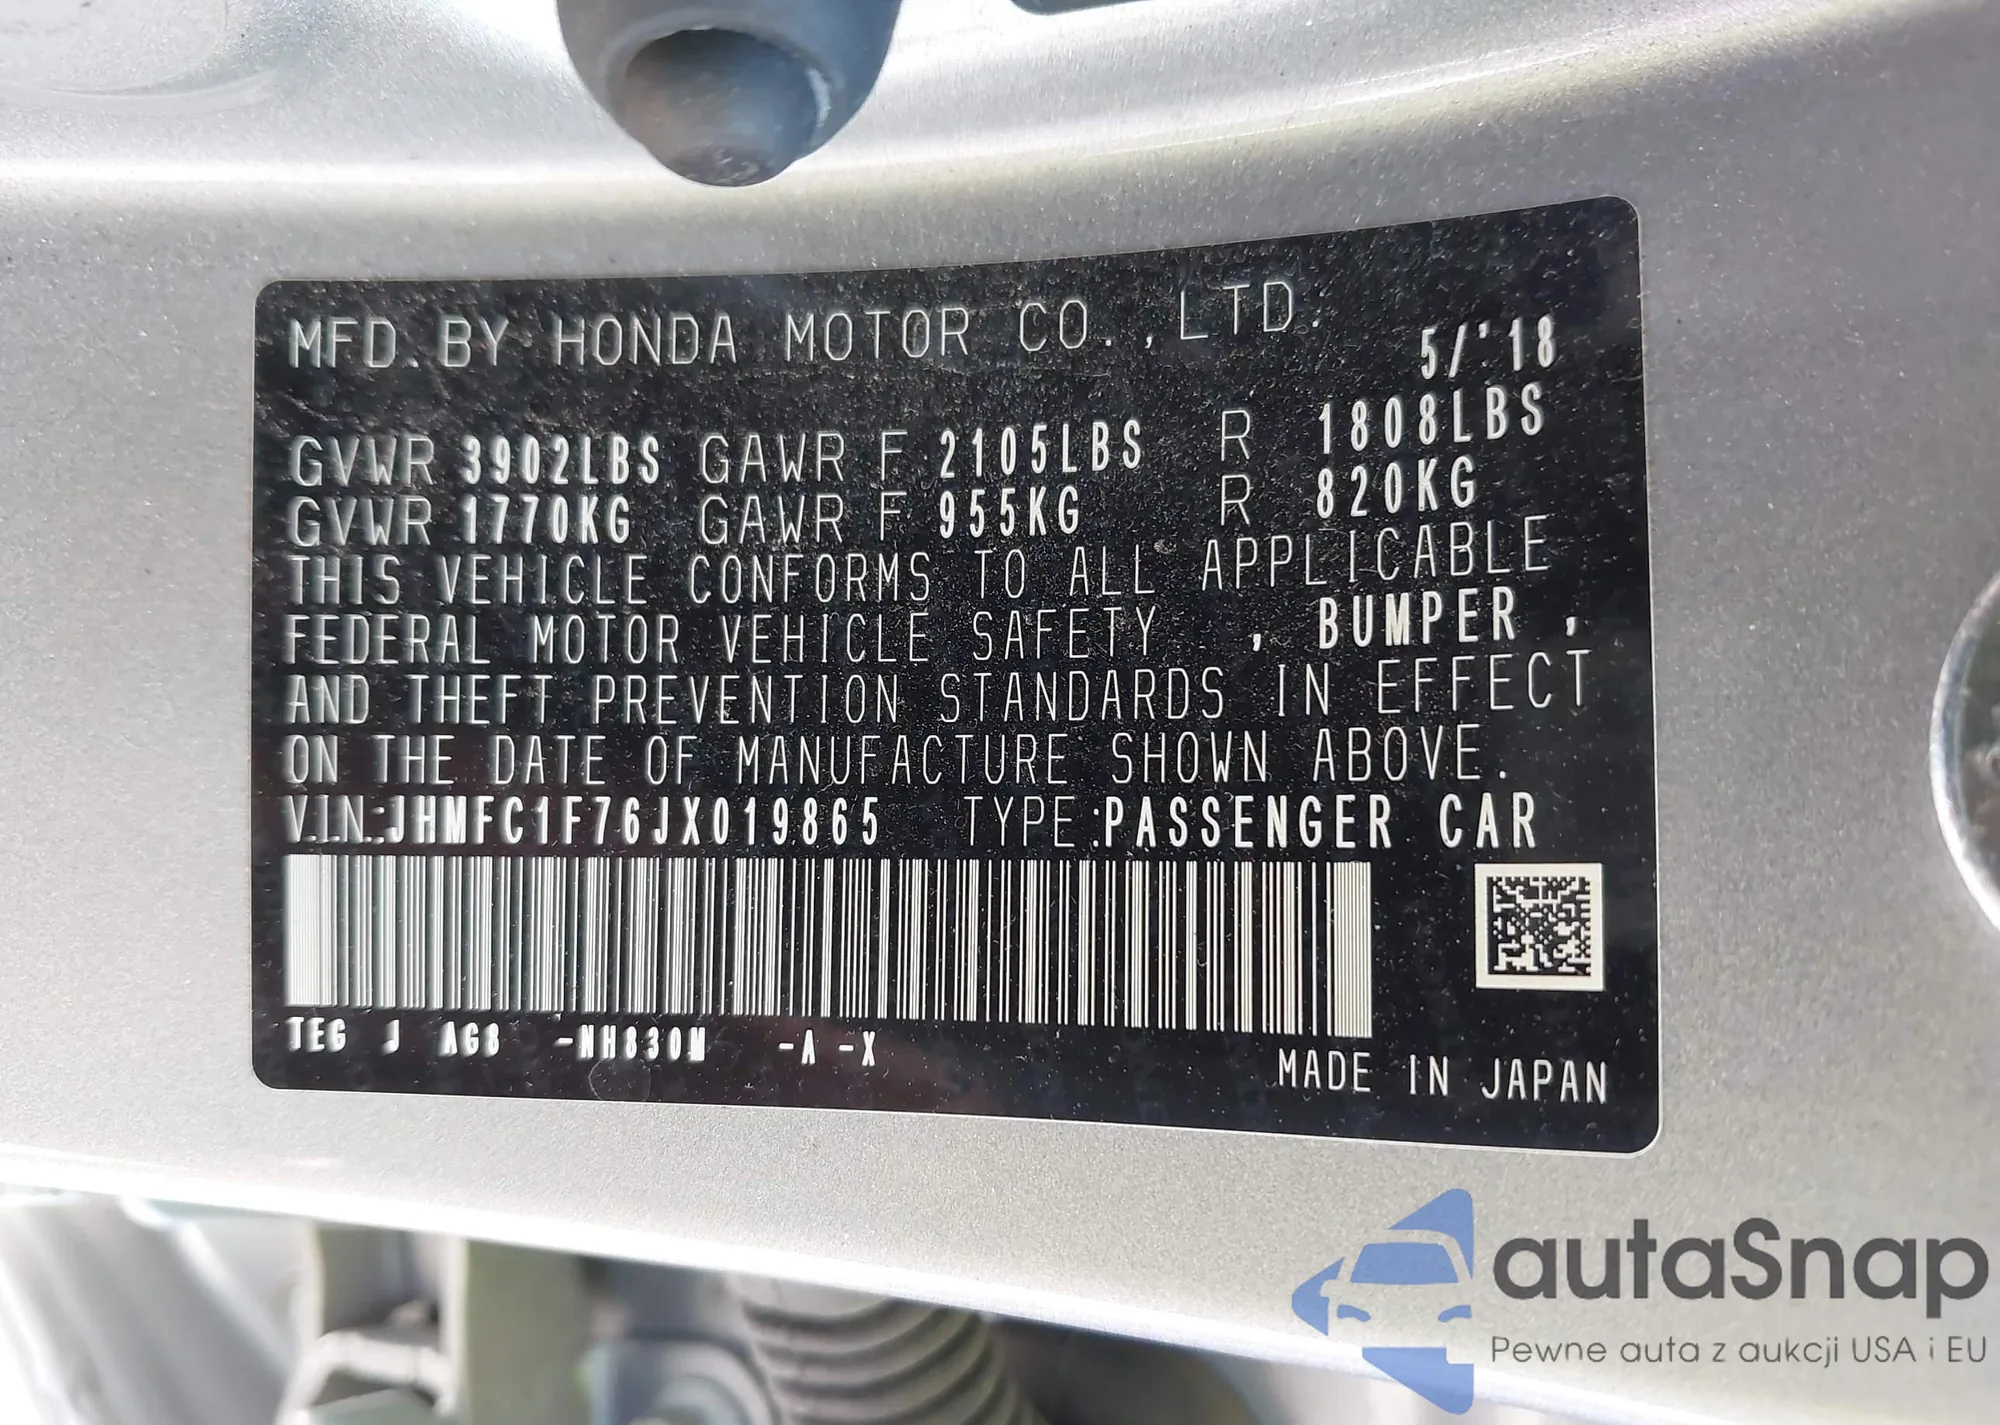 MFD. BY HONDA MOTOR CO., LTD.
5/'18
GVWR 3902LBS GAWR F 2105LBS R 1808LBS
GVWR 1770KG GAWR F 955KG R 820KG
THIS VEHICLE CONFORMS TO ALL APPLICABLE
FEDERAL MOTOR VEHICLE SAFETY , BUMPER ,
AND THEFT PREVENTION STANDARDS IN EFFECT
ON THE DATE OF MANUFACTURE SHOWN ABOVE.
V.I.N.:JHMFC1F76JX019865 TYPE:PASSENGER CAR
TEG J AG8 -NH830M -A -X
MADE IN JAPAN
autaSnap
Pewne auta z aukcji USA i EU